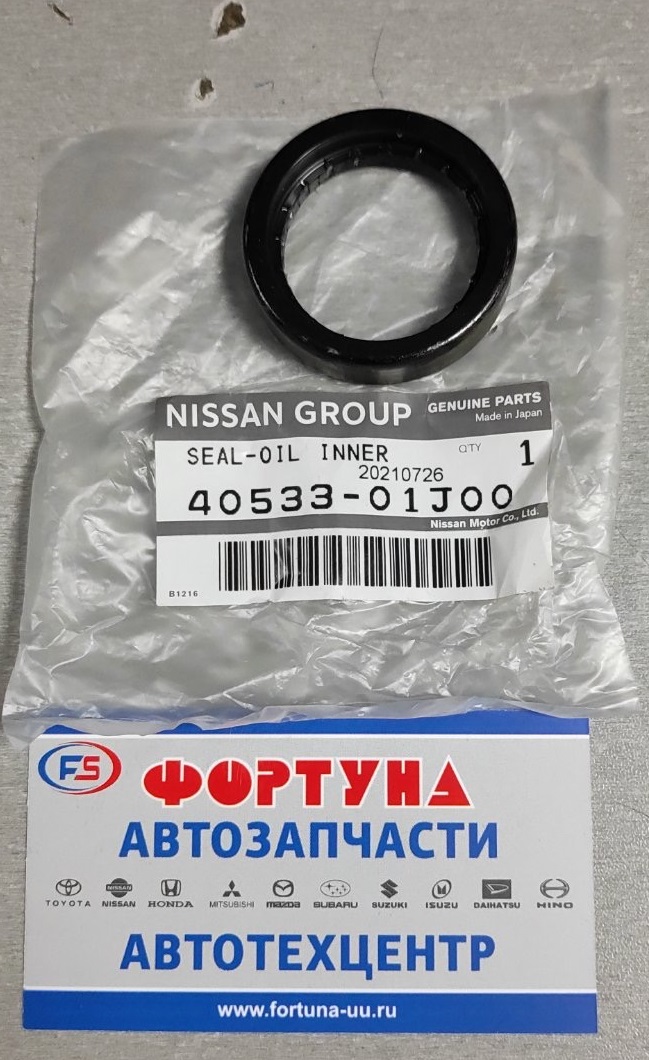 NISSAN GROUP
GENUINE PARTS
Made in Japan
SEAL-OIL INNER
QTY 1
20210726
40533-01J00
Nissan Motor Co., Ltd.
B1216
FS ФОРТУНА
АВТОЗАПЧАСТИ
TOYOTA NISSAN HONDA MITSUBISHI mazda SUBARU SUZUKI ISUZU DAIHATSU HINO
АВТОТЕХЦЕНТР
www.fortuna-uu.ru